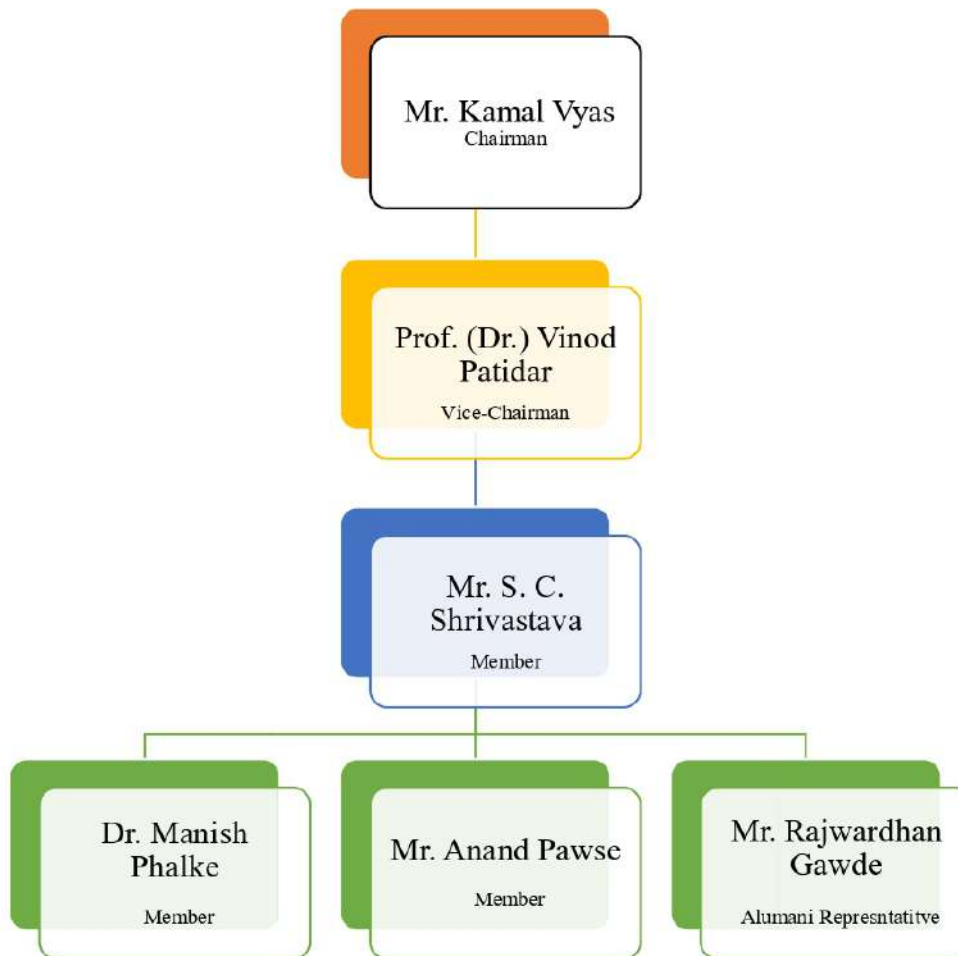 Mr. Kamal Vyas
Chairman
Prof. (Dr.) Vinod
Patidar
Vice-Chairman
Mr. S. C.
Shrivastava
Member
Dr. Manish
Phalke
Member
Mr. Anand Pawse
Member
Mr. Rajwardhan
Gawde
Alumani Represntatitve